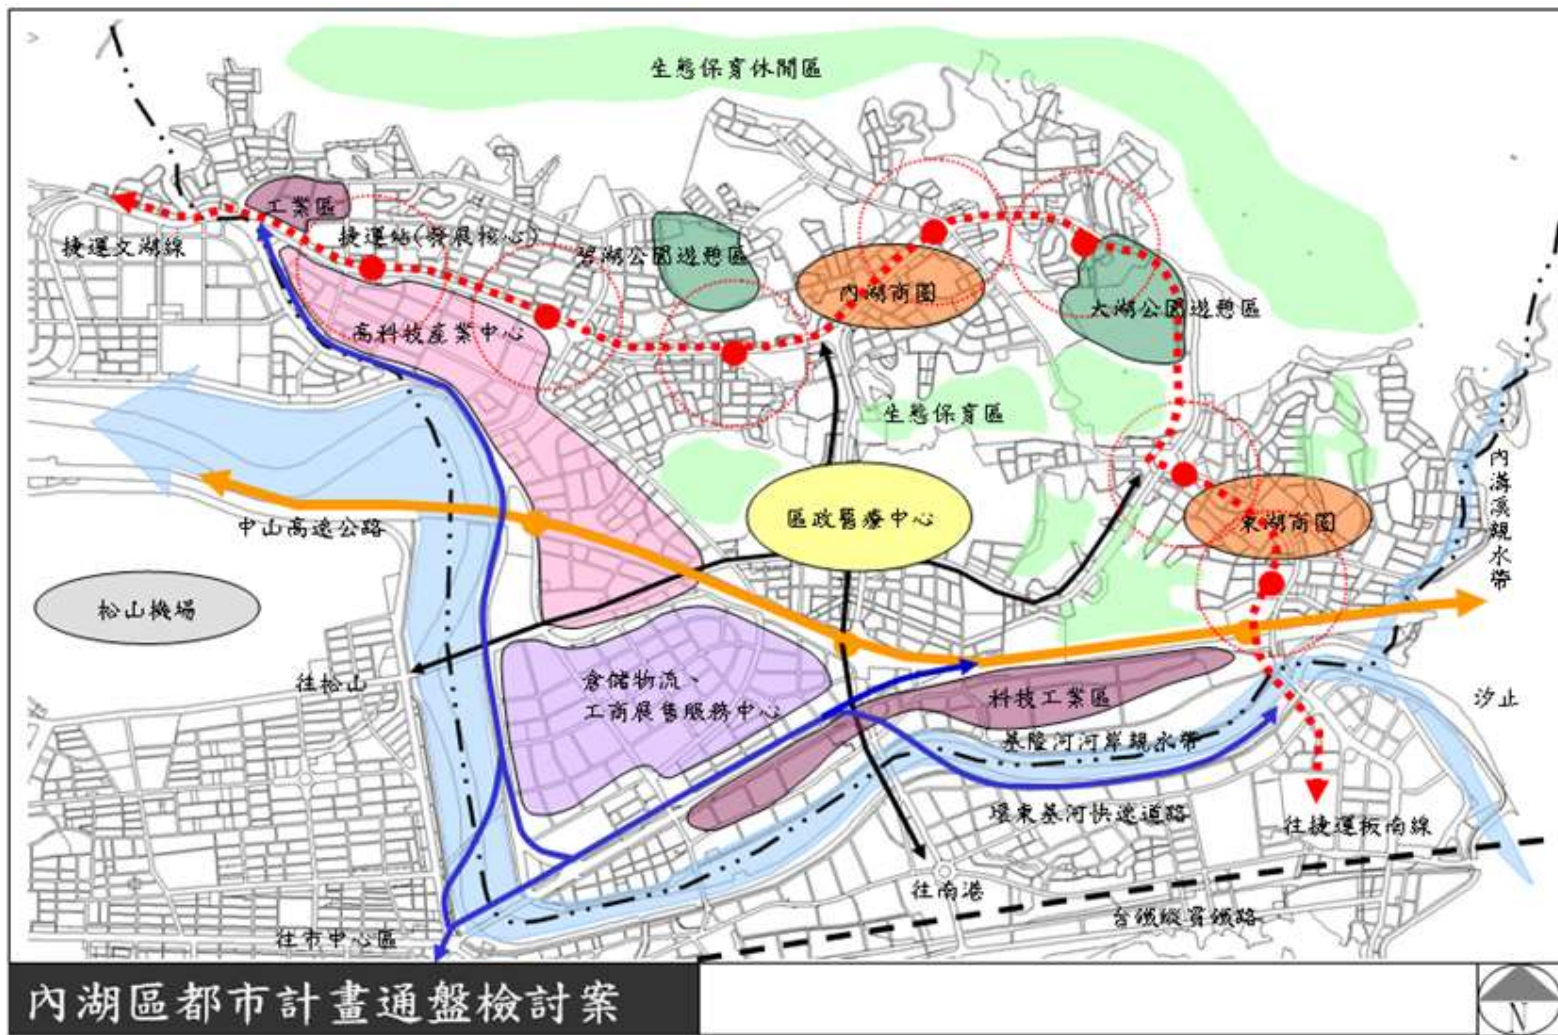 生態保育休閒區
工業區
捷運文湖線
捷運站(發展核心)
碧湖公園遊憩區
內湖商圈
大湖公園遊憩區
高科技產業中心
生態保育區
內溝溪親水帶
中山高速公路
區政醫療中心
東湖商圈
松山機場
往松山
倉儲物流、
工商展售服務中心
科技工業區
汐止
基隆河河岸親水帶
堤東基河快速道路
往捷運板南線
往南港
台鐵縱貫鐵路
往市中心區
內湖區都市計畫通盤檢討案
N